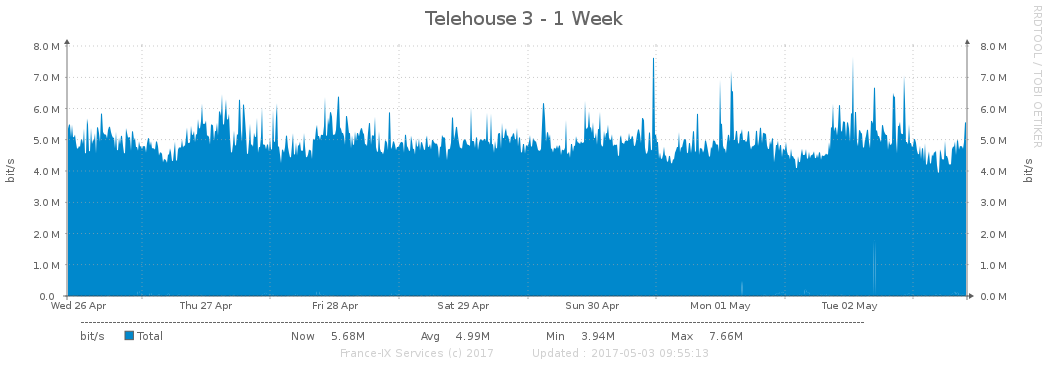 Telehouse 3 - 1 Week
RRDTOOL / TOBI OETIKER
8.0 M 8.0 M
7.0 M 7.0 M
6.0 M 6.0 M
5.0 M 5.0 M
4.0 M 4.0 M
3.0 M 3.0 M
2.0 M 2.0 M
1.0 M 1.0 M
0.0 0.0 M
bit/s bit/s
Wed 26 Apr Thu 27 Apr Fri 28 Apr Sat 29 Apr Sun 30 Apr Mon 01 May Tue 02 May
bit/s Total Now 5.68M Avg 4.99M Min 3.94M Max 7.66M
France-IX Services (c) 2017 Updated : 2017-05-03 09:55:13